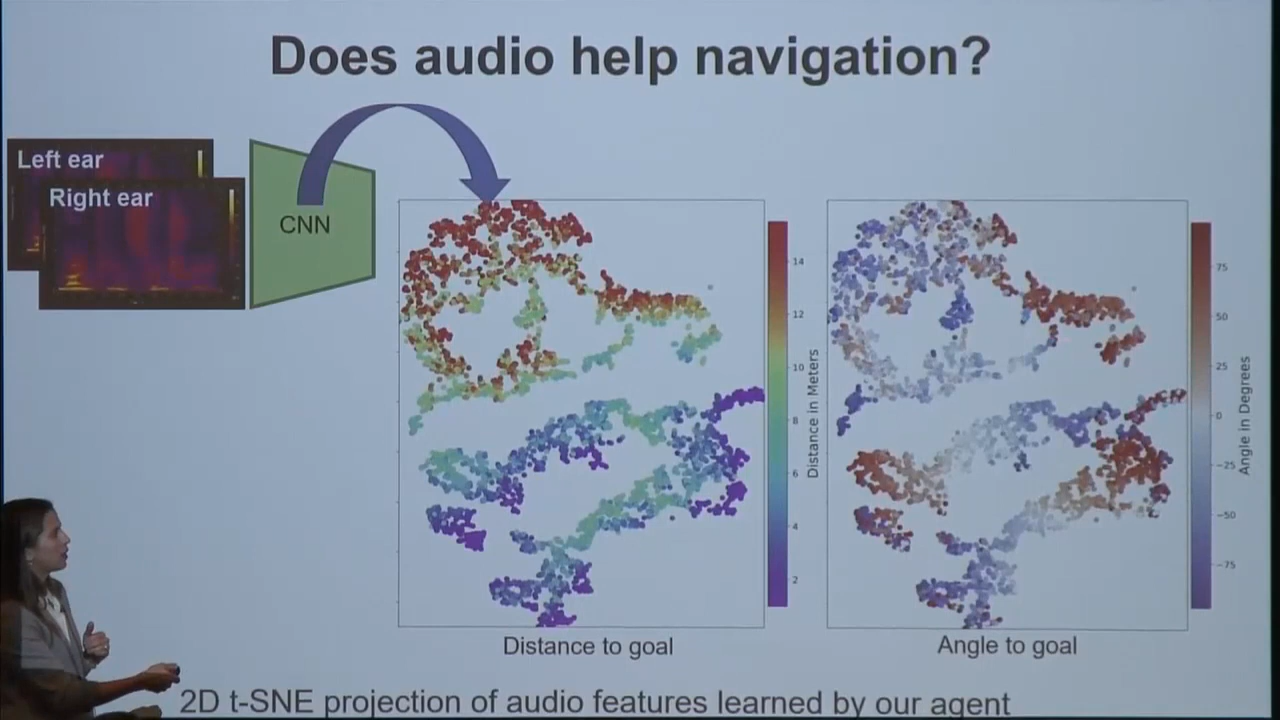 Does audio help navigation?
Left ear
Right ear
CNN
14
12
10
8
6
4
2
Distance in Meters
75
50
25
0
−25
−50
−75
Angle in Degrees
Distance to goal
Angle to goal
2D t-SNE projection of audio features learned by our agent